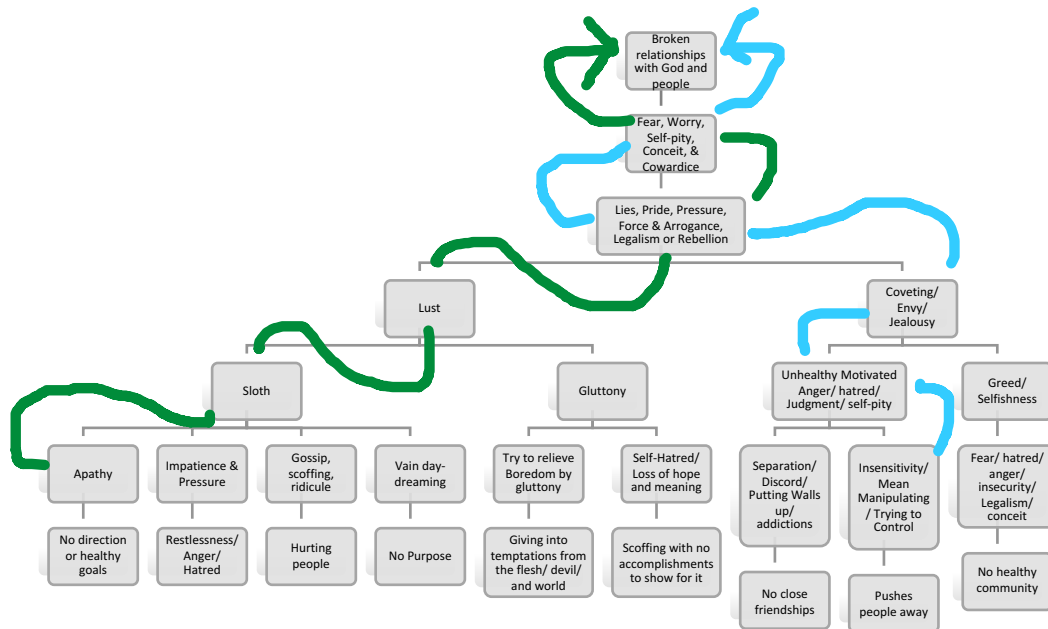 Broken
relationships
with God and
people
Fear, Worry,
Self-pity,
Conceit, &
Cowardice
Lies, Pride, Pressure,
Force & Arrogance,
Legalism or Rebellion
Lust
Coveting/
Envy/
Jealousy
Sloth
Gluttony
Unhealthy Motivated
Anger/ hatred/
Judgment/ self-pity
Greed/
Selfishness
Apathy
Impatience &
Pressure
Gossip,
scoffing,
ridicule
Vain day-
dreaming
Try to relieve
Boredom by
gluttony
Self-Hatred/
Loss of hope
and meaning
Separation/
Discord/
Putting Walls
up/
addictions
Insensitivity/
Mean
Manipulating
/ Trying to
Control
Fear/ hatred/
anger/
insecurity/
Legalism/
conceit
No direction
or healthy
goals
Restlessness/
Anger/
Hatred
Hurting
people
No Purpose
Giving into
temptations from
the flesh/ devil/
and world
Scoffing with no
accomplishments
to show for it
No close
friendships
Pushes
people away
No healthy
community